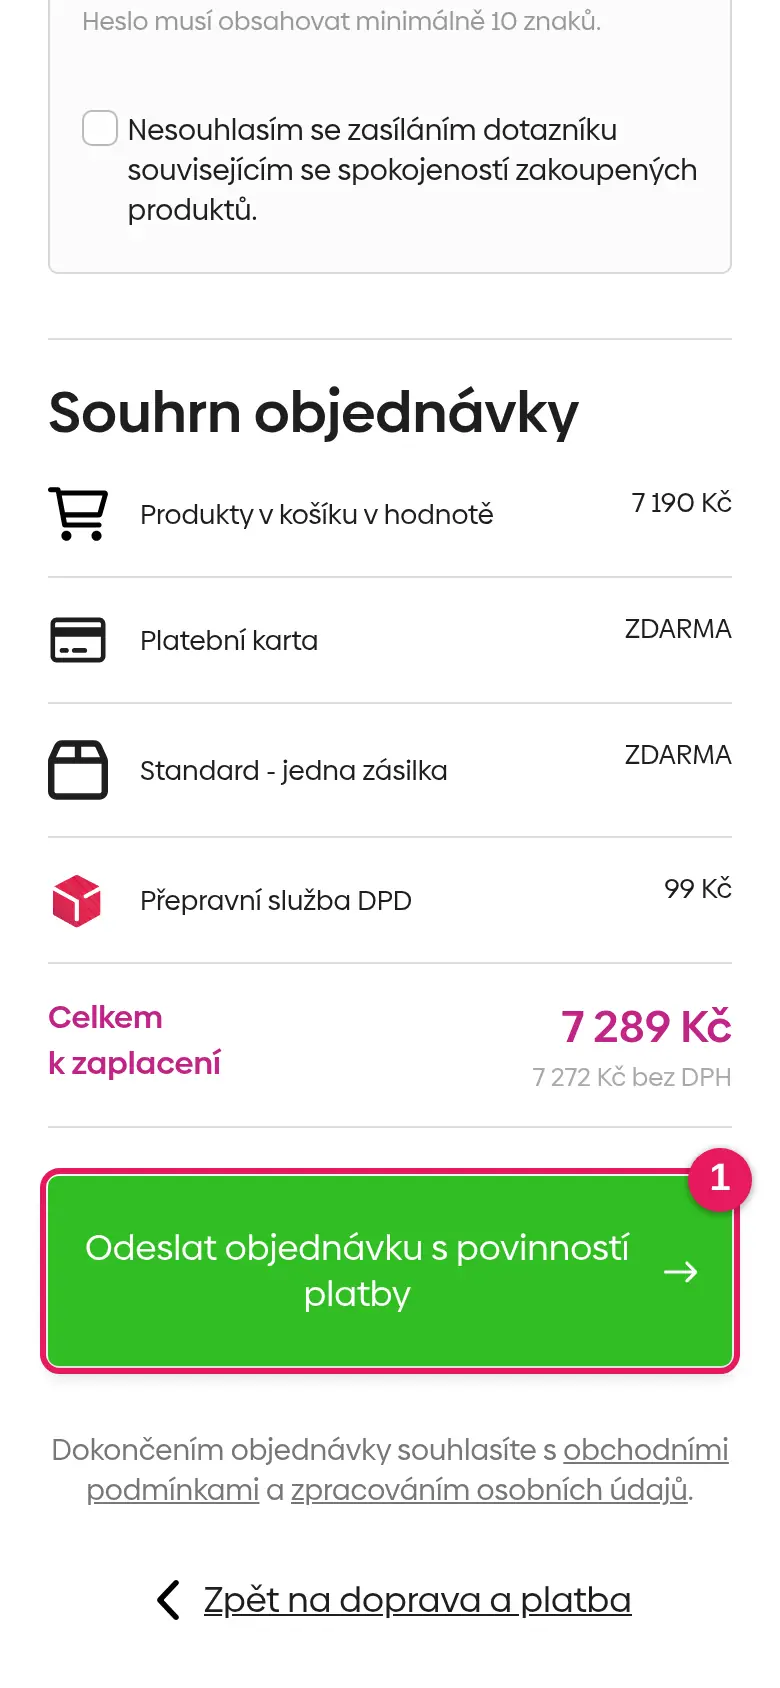 Heslo musí obsahovat minimálně 10 znaků.
Nesouhlasím se zasíláním dotazníku
souvisejícím se spokojeností zakoupených
produktů.
Souhrn objednávky
Produkty v košíku v hodnotě 7 190 Kč
Platební karta ZDARMA
Standard - jedna zásilka ZDARMA
Přepravní služba DPD 99 Kč
Celkem
k zaplacení
7 289 Kč
7 272 Kč bez DPH
1
Odeslat objednávku s povinností
platby
Dokončením objednávky souhlasíte s obchodními
podmínkami a zpracováním osobních údajů.
Zpět na doprava a platba